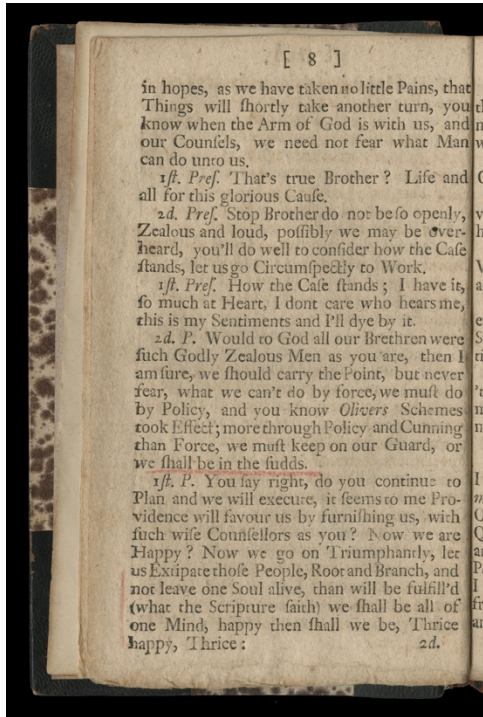 [ 8 ]
in hopes, as we have taken no little Pains, that
Things will ſhortly take another turn, you
know when the Arm of God is with us, and
our Counſels, we need not fear what Man
can do unto us.
1ſt. Preſ. That's true Brother? Life and
all for this glorious Cauſe.
2d. Preſ. Stop Brother do not be ſo openly,
Zealous and loud, poſſibly we may be over-
heard, you'll do well to conſider how the Caſe
ſtands, let us go Circumſpectly to Work.
1ſt. Preſ. How the Caſe ſtands; I have it,
ſo much at Heart, I dont care who hears me,
this is my Sentiments and I'll dye by it.
2d. P. Would to God all our Brethren were
ſuch Godly Zealous Men as you are, then I
am ſure, we ſhould carry the Point, but never
fear, what we can't do by force, we muſt do
by Policy, and you know Olivers Schemes
took Effect; more through Policy and Cunning
than Force, we muſt keep on our Guard, or
we ſhall be in the ſudds.
1ſt. P. You ſay right, do you continue to
Plan and we will execute, it ſeems to me Pro-
vidence will favour us by furniſhing us, with
ſuch wiſe Counſellors as you? Now we are
Happy? Now we go on Triumphantly, let
us Extipate thoſe People, Root and Branch, and
not leave one Soul alive, than will be fulfill'd
(what the Scripture ſaith) we ſhall be all of
one Mind, happy then ſhall we be, Thrice
happy, Thrice:
2d.